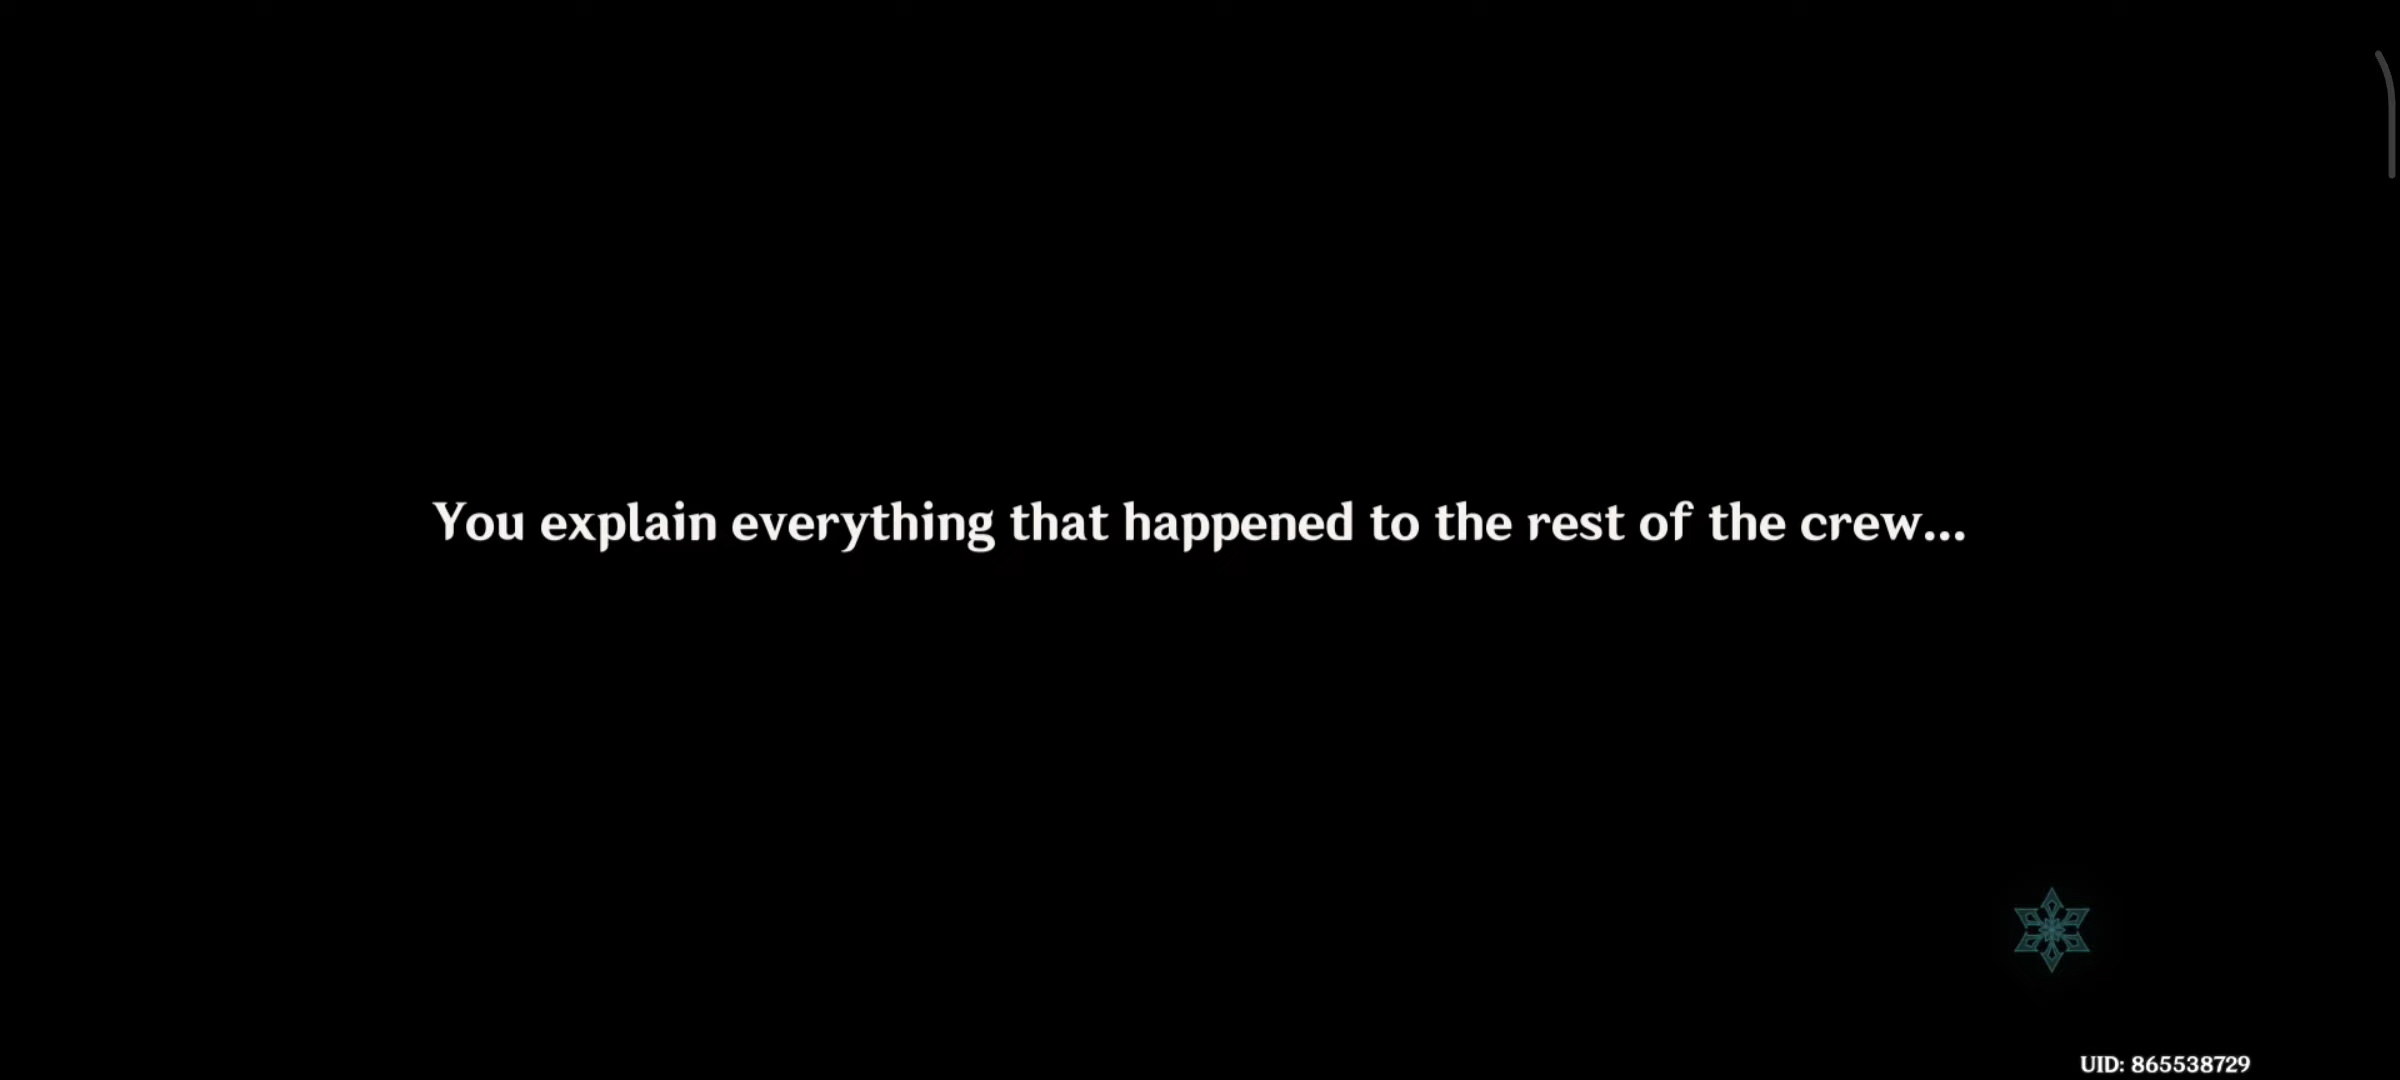 You explain everything that happened to the rest of the crew...
UID: 865538729